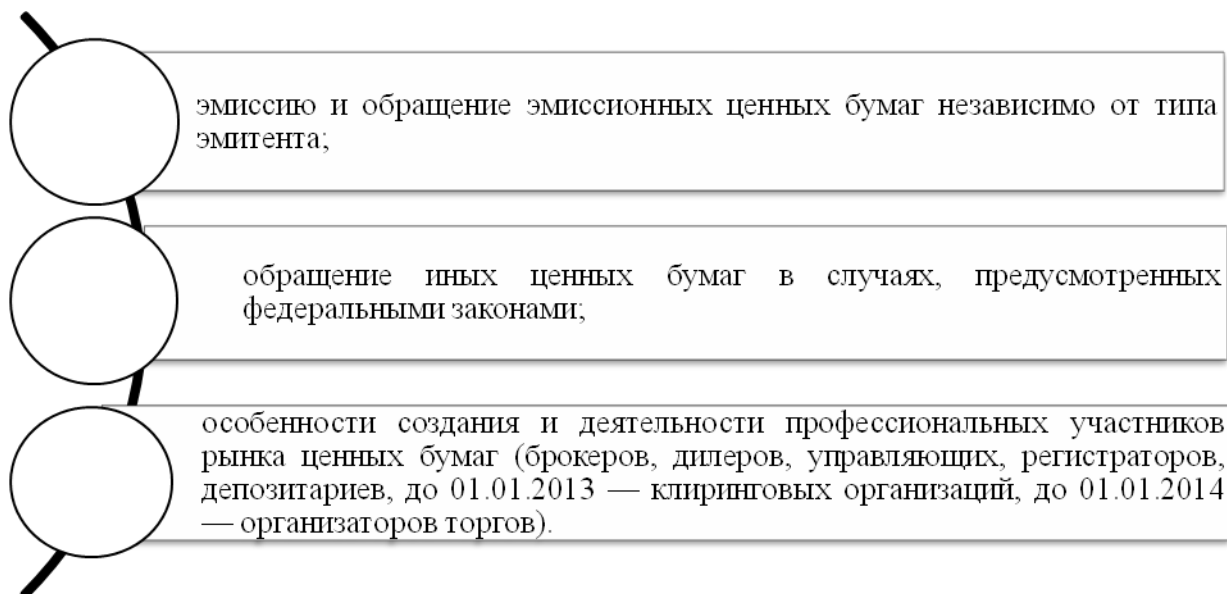 эмиссию и обращение эмиссионных ценных бумаг независимо от типа
эмитента;
обращение иных ценных бумаг в случаях, предусмотренных
федеральными законами;
особенности создания и деятельности профессиональных участников
рынка ценных бумаг (брокеров, дилеров, управляющих, регистраторов,
депозитариев, до 01.01.2013 — клиринговых организаций, до 01.01.2014
— организаторов торгов).